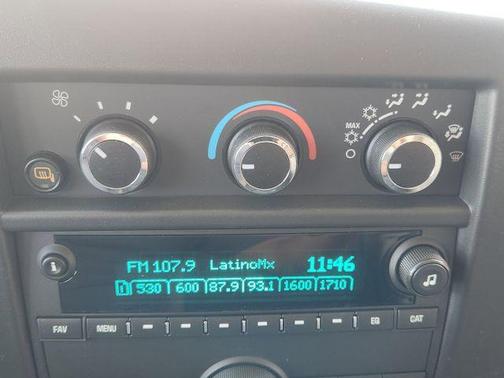 MAX
FM 107.9 LatinoMx 11:46
1 530 600 87.9 93.1 1600 1710
FAV MENU EQ CAT